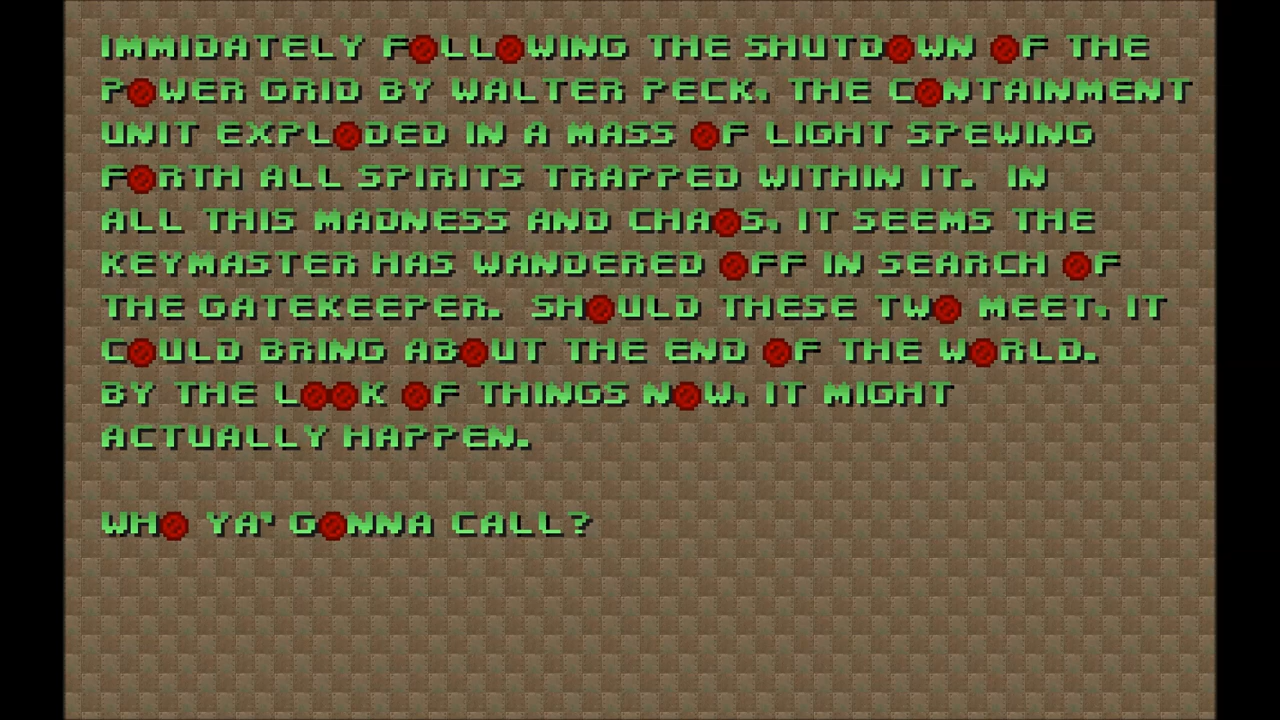 IMMIDATELY FOLLOWING THE SHUTDOWN OF THE
POWER GRID BY WALTER PECK, THE CONTAINMENT
UNIT EXPLODED IN A MASS OF LIGHT SPEWING
FORTH ALL SPIRITS TRAPPED WITHIN IT.  IN
ALL THIS MADNESS AND CHAOS, IT SEEMS THE
KEYMASTER HAS WANDERED OFF IN SEARCH OF
THE GATEKEEPER.  SHOULD THESE TWO MEET, IT
COULD BRING ABOUT THE END OF THE WORLD.
BY THE LOOK OF THINGS NOW, IT MIGHT
ACTUALLY HAPPEN.
WHO YA' GONNA CALL?